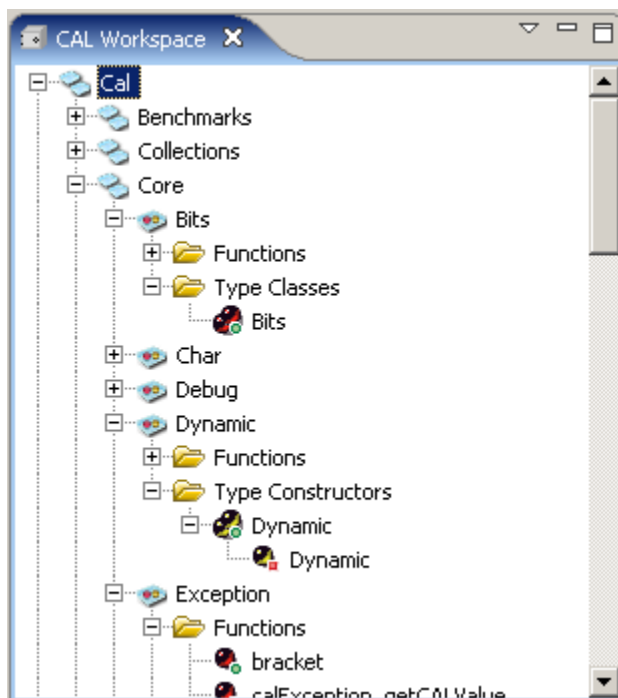 CAL Workspace
Cal
Benchmarks
Collections
Core
Bits
Functions
Type Classes
Bits
Char
Debug
Dynamic
Functions
Type Constructors
Dynamic
Dynamic
Exception
Functions
bracket
calException_getCALValue